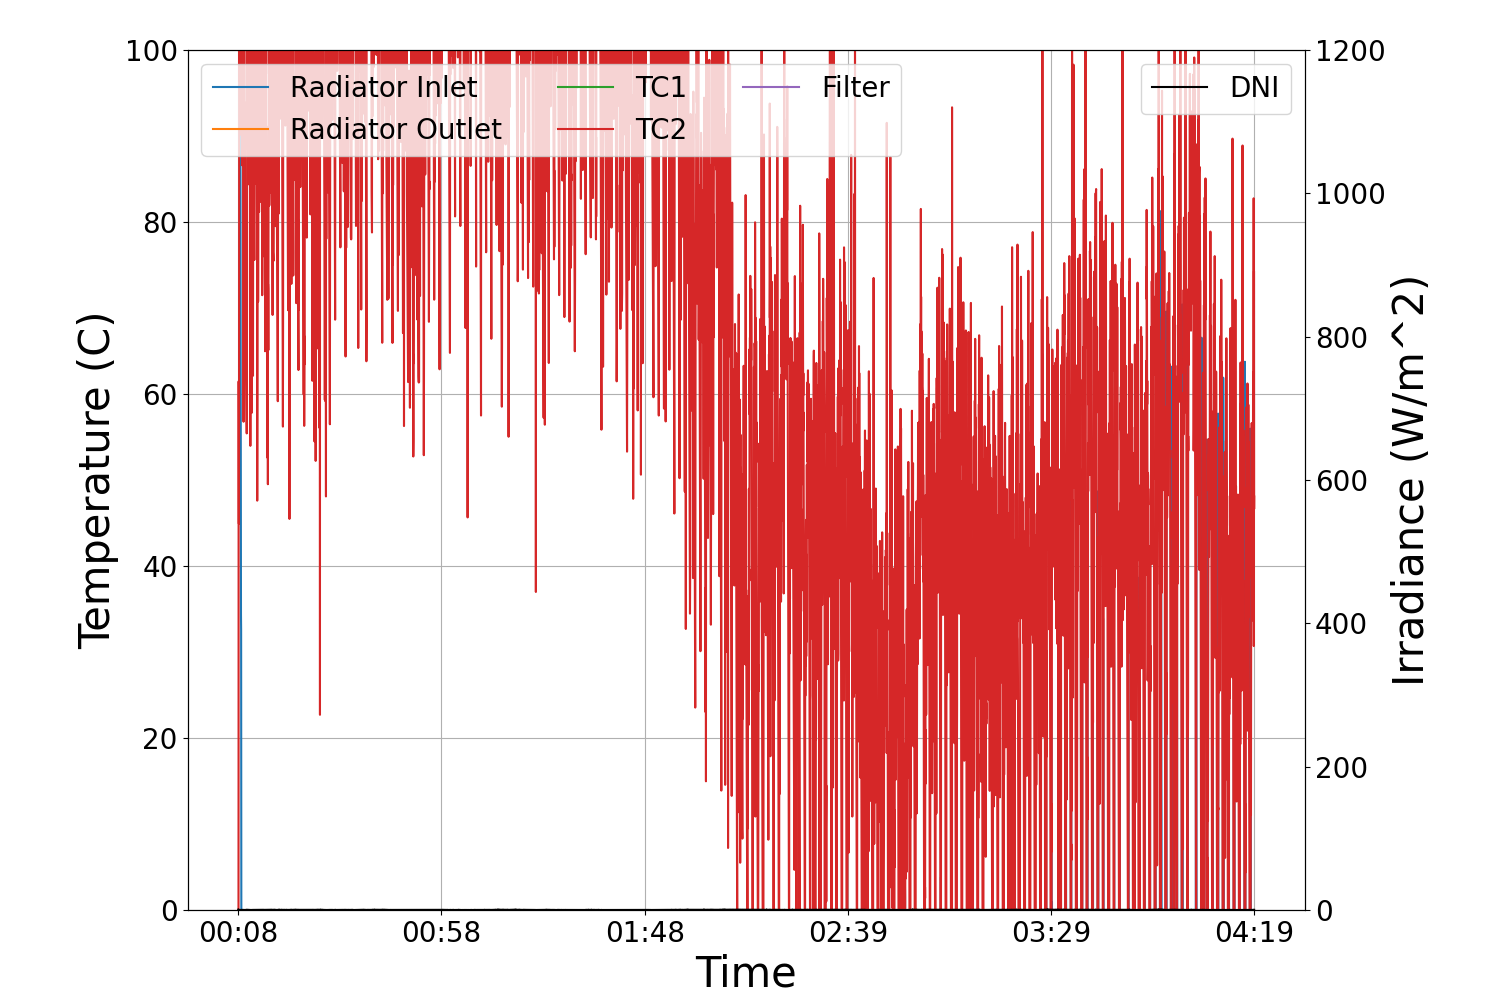 100
80
60
40
20
0
Temperature (C)
Radiator Inlet
Radiator Outlet
TC1
TC2
Filter
DNI
1200
1000
800
600
400
200
0
Irradiance (W/m^2)
00:08 00:58 01:48 02:39 03:29 04:19
Time